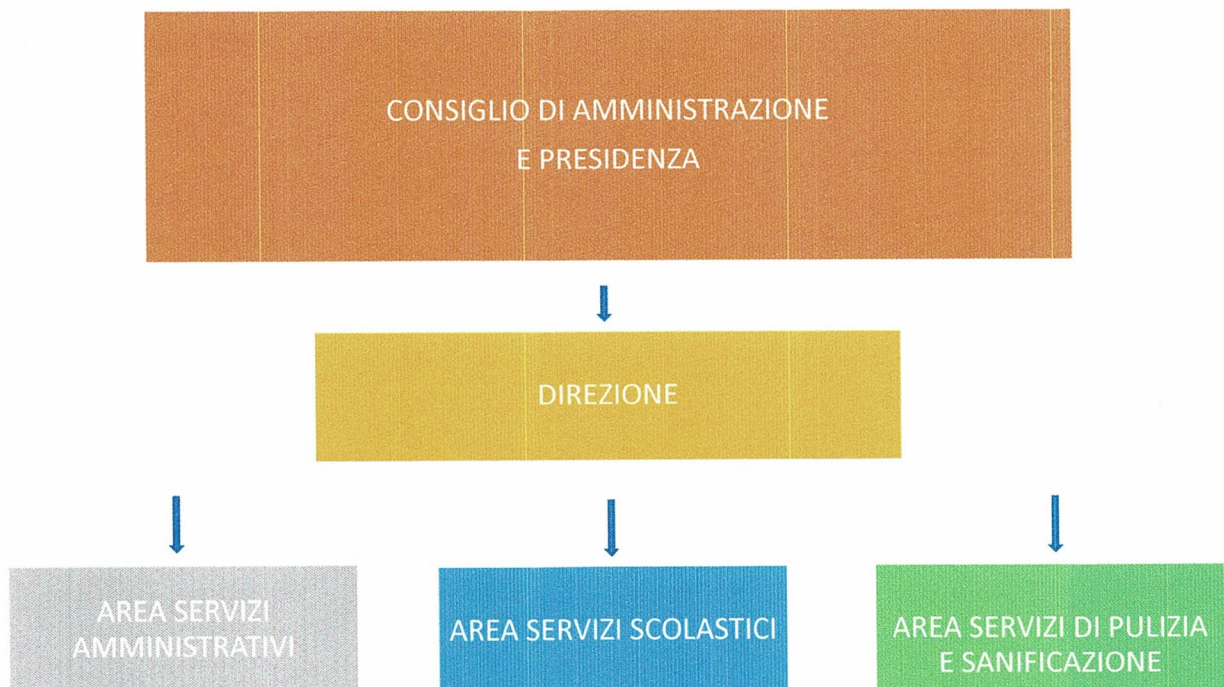 CONSIGLIO DI AMMINISTRAZIONE
E PRESIDENZA
DIREZIONE
AREA SERVIZI
AMMINISTRATIVI
AREA SERVIZI SCOLASTICI
AREA SERVIZI DI PULIZIA
E SANIFICAZIONE